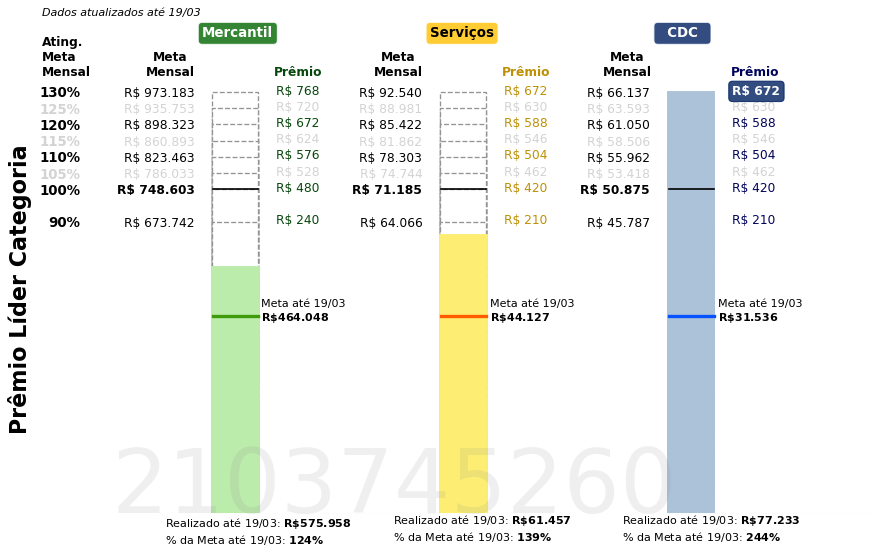 Dados atualizados até 19/03
Mercantil Serviços CDC
Ating. Meta Mensal Meta Mensal Prêmio Meta Mensal Prêmio Meta Mensal Prêmio
130% R$ 973.183 R$ 768 R$ 92.540 R$ 672 R$ 66.137 R$ 672
125% R$ 935.753 R$ 720 R$ 88.981 R$ 630 R$ 63.593 R$ 630
120% R$ 898.323 R$ 672 R$ 85.422 R$ 588 R$ 61.050 R$ 588
115% R$ 860.893 R$ 624 R$ 81.862 R$ 546 R$ 58.506 R$ 546
110% R$ 823.463 R$ 576 R$ 78.303 R$ 504 R$ 55.962 R$ 504
105% R$ 786.033 R$ 528 R$ 74.744 R$ 462 R$ 53.418 R$ 462
100% R$ 748.603 R$ 480 R$ 71.185 R$ 420 R$ 50.875 R$ 420
90% R$ 673.742 R$ 240 R$ 64.066 R$ 210 R$ 45.787 R$ 210
Prêmio Líder Categoria
Meta até 19/03 Meta até 19/03 Meta até 19/03
R$464.048 R$44.127 R$31.536
2103745260
Realizado até 19/03: R$575.958 Realizado até 19/03: R$61.457 Realizado até 19/03: R$77.233
% da Meta até 19/03: 124% % da Meta até 19/03: 139% % da Meta até 19/03: 244%